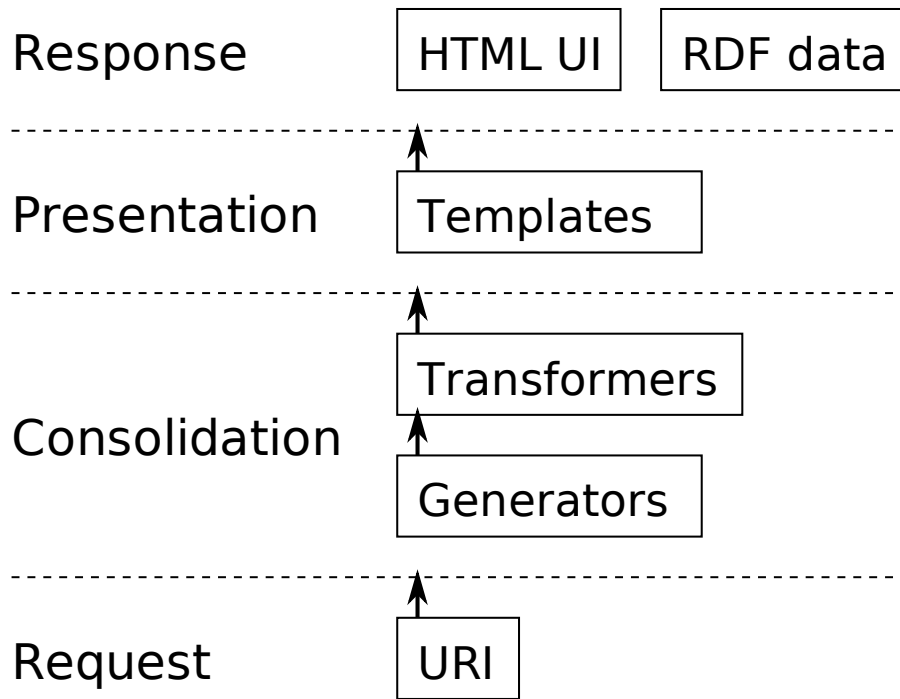 Response
HTML UI
RDF data
Presentation
Templates
Consolidation
Transformers
Generators
Request
URI